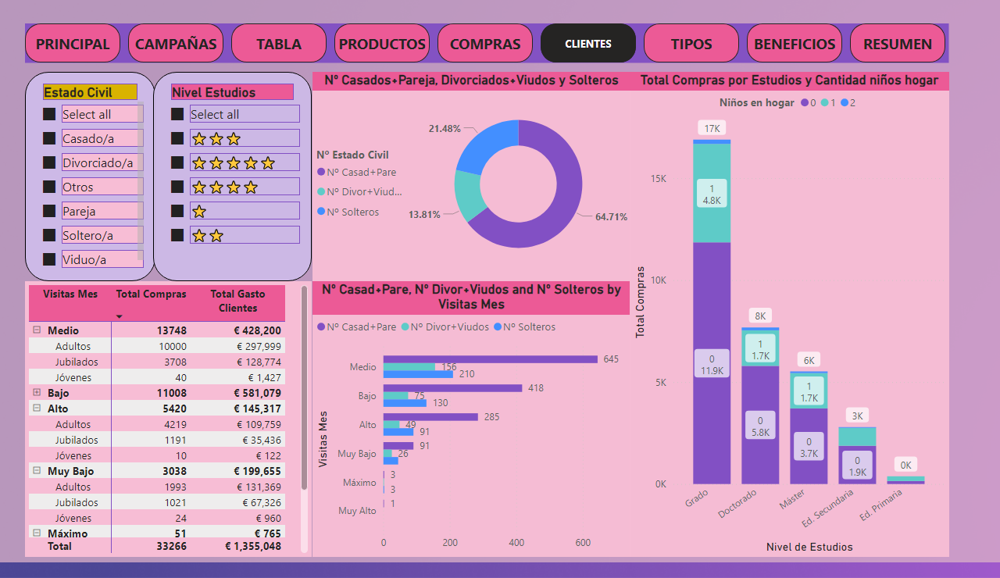 PRINCIPAL
CAMPAÑAS
TABLA
PRODUCTOS
COMPRAS
CLIENTES
TIPOS
BENEFICIOS
RESUMEN
Estado Civil
Select all
Casado/a
Divorciado/a
Otros
Pareja
Soltero/a
Viduo/a
Nivel Estudios
Select all
Nº Casados+Pareja, Divorciados+Viudos y Solteros
21.48%
13.81%
64.71%
Nº Estado Civil
Nº Casad+Pare
Nº Divor+Viud...
Nº Solteros
Total Compras por Estudios y Cantidad niños hogar
Niños en hogar 0 1 2
Total Compras
15K
10K
5K
0K
17K
1
4.8K
0
11.9K
8K
1
1.7K
0
5.8K
6K
1
1.7K
0
3.7K
3K
0
1.9K
0K
Grado
Doctorado
Máster
Ed. Secundaria
Ed. Primaria
Nivel de Estudios
Visitas Mes Total Compras Total Gasto
Clientes
Medio 13748 € 428,200
Adultos 10000 € 297,999
Jubilados 3708 € 128,774
Jóvenes 40 € 1,427
Bajo 11008 € 581,079
Alto 5420 € 145,317
Adultos 4219 € 109,759
Jubilados 1191 € 35,436
Jóvenes 10 € 122
Muy Bajo 3038 € 199,655
Adultos 1993 € 131,369
Jubilados 1021 € 67,326
Jóvenes 24 € 960
Máximo 51 € 765
Total 33266 € 1,355,048
Nº Casad+Pare, Nº Divor+Viudos and Nº Solteros by
Visitas Mes
Nº Casad+Pare Nº Divor+Viudos Nº Solteros
Visitas Mes
Medio 645
156
210
Bajo 418
75
130
Alto 285
49
91
Muy Bajo 91
26
Máximo 3
3
Muy Alto 1
0 200 400 600